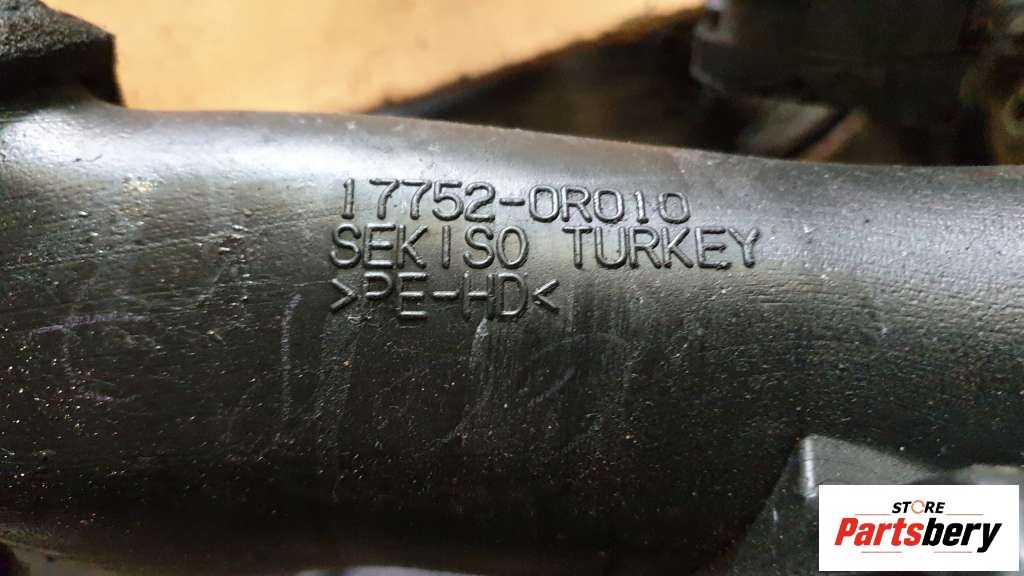 17752-0R010
SEKISO TURKEY
>PE-HD<
STORE
Partsbery